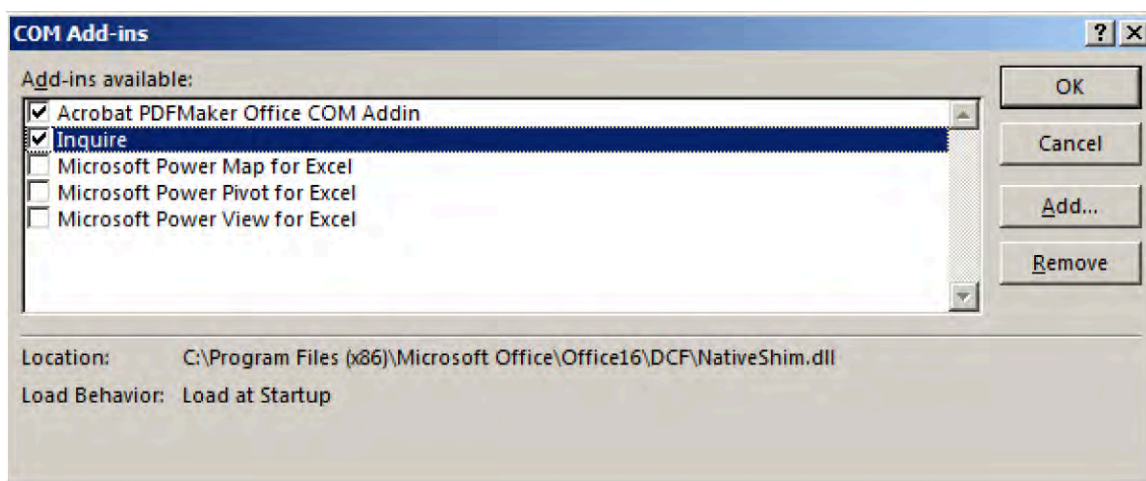 COM Add-ins
Add-ins available:
Acrobat PDFMaker Office COM Addin
Inquire
Microsoft Power Map for Excel
Microsoft Power Pivot for Excel
Microsoft Power View for Excel
OK
Cancel
Add...
Remove
Location: C:\Program Files (x86)\Microsoft Office\Office16\DCF\NativeShim.dll
Load Behavior: Load at Startup